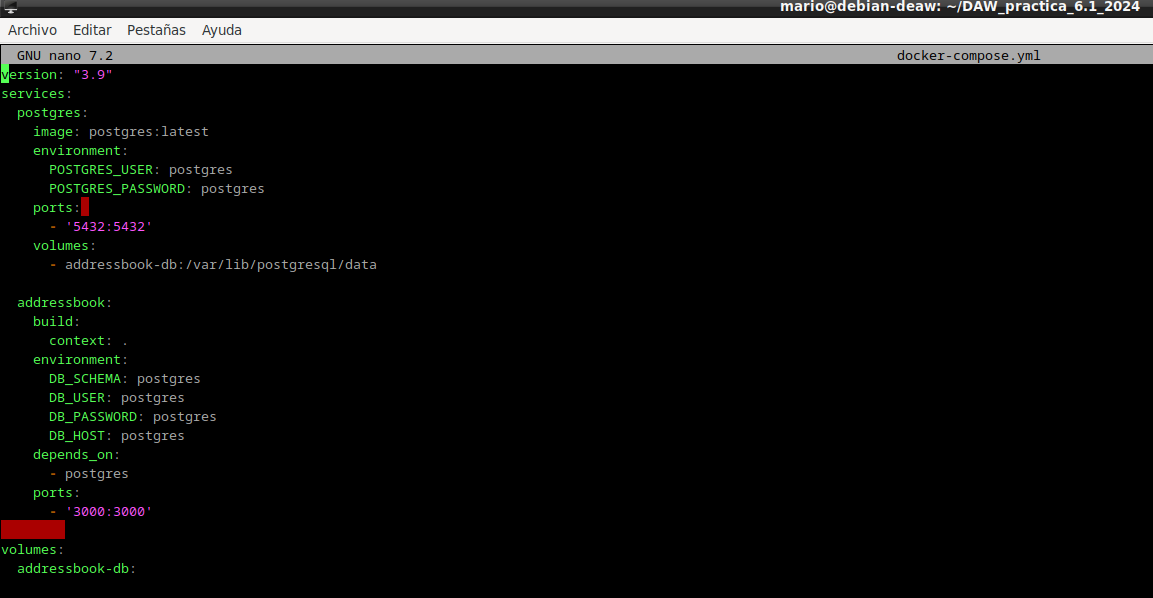 mario@debian-deaw: ~/DAW_practica_6.1_2024
Archivo Editar Pestañas Ayuda
GNU nano 7.2 docker-compose.yml
version: "3.9"
services:
  postgres:
    image: postgres:latest
    environment:
      POSTGRES_USER: postgres
      POSTGRES_PASSWORD: postgres
    ports:
      - '5432:5432'
    volumes:
      - addressbook-db:/var/lib/postgresql/data
  addressbook:
    build:
      context: .
    environment:
      DB_SCHEMA: postgres
      DB_USER: postgres
      DB_PASSWORD: postgres
      DB_HOST: postgres
    depends_on:
      - postgres
    ports:
      - '3000:3000'
volumes:
  addressbook-db: